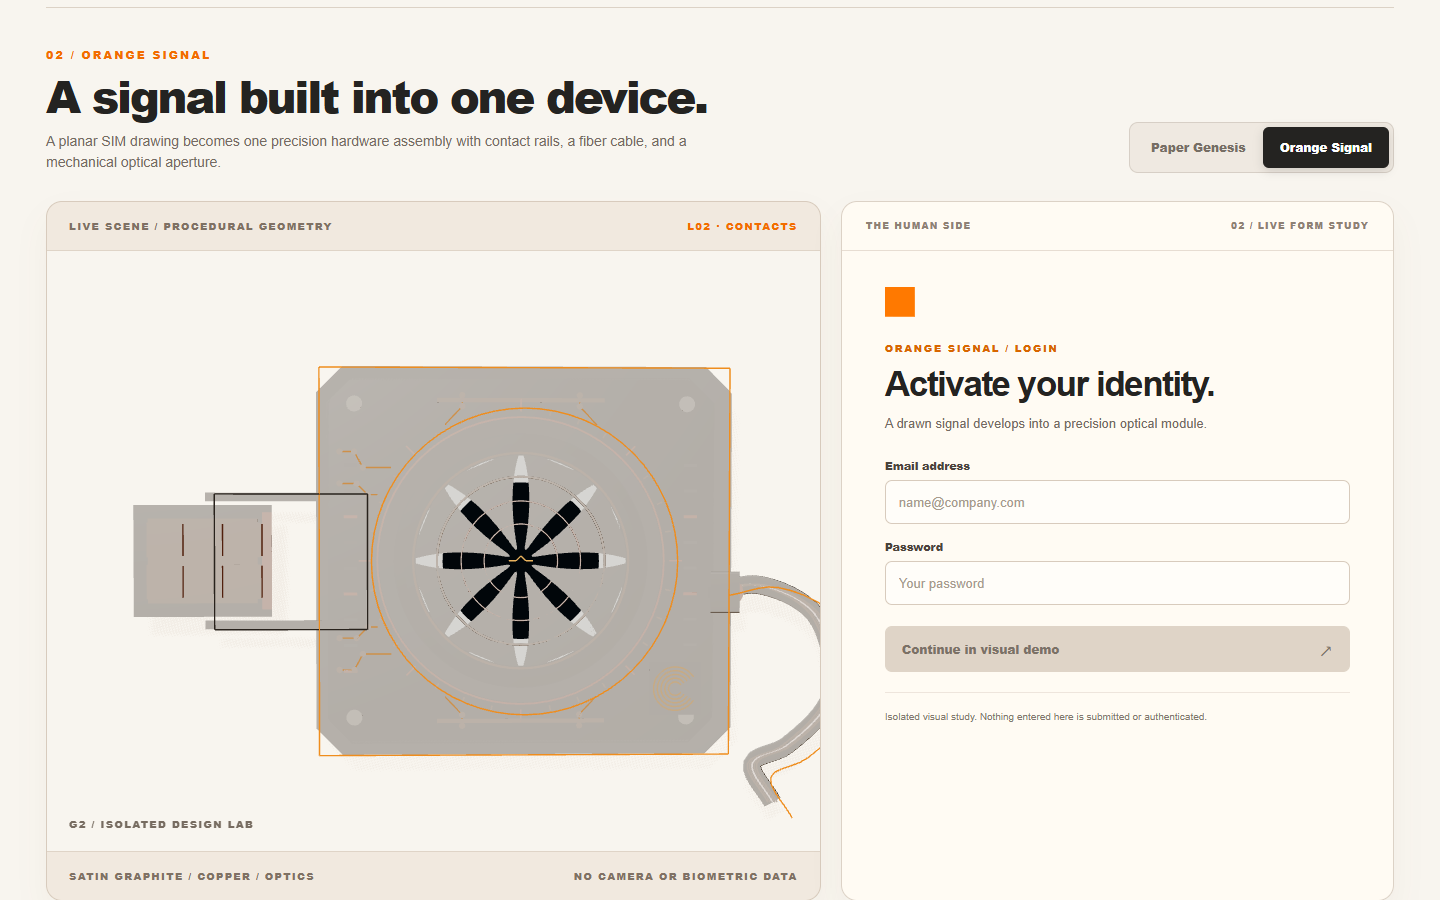 02 / ORANGE SIGNAL
A signal built into one device.
A planar SIM drawing becomes one precision hardware assembly with contact rails, a fiber cable, and a
mechanical optical aperture.
Paper Genesis
Orange Signal
LIVE SCENE / PROCEDURAL GEOMETRY
L02 · CONTACTS
G2 / ISOLATED DESIGN LAB
SATIN GRAPHITE / COPPER / OPTICS
NO CAMERA OR BIOMETRIC DATA
THE HUMAN SIDE
02 / LIVE FORM STUDY
ORANGE SIGNAL / LOGIN
Activate your identity.
A drawn signal develops into a precision optical module.
Email address
name@company.com
Password
Your password
Continue in visual demo ↗
Isolated visual study. Nothing entered here is submitted or authenticated.